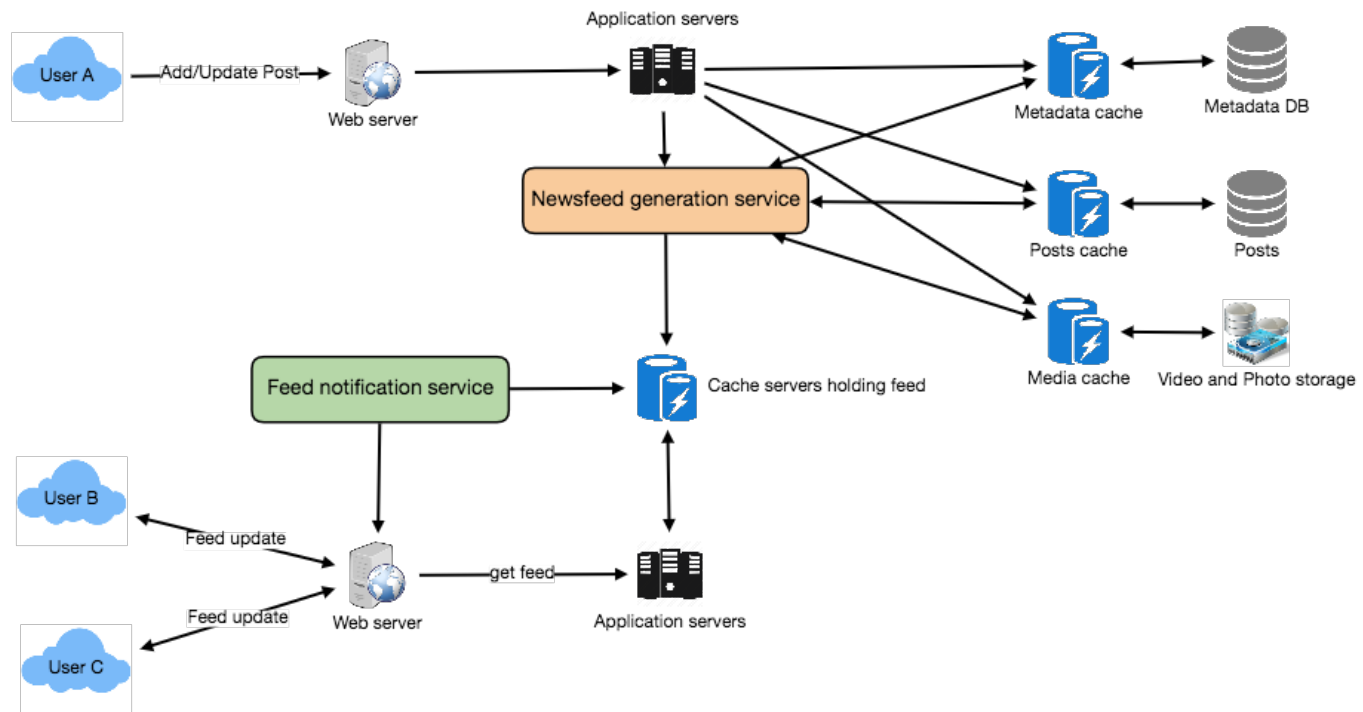 Application servers
User A
Add/Update Post
Web server
Metadata cache
Metadata DB
Newsfeed generation service
Posts cache
Posts
Feed notification service
Cache servers holding feed
Media cache
Video and Photo storage
User B
Feed update
get feed
Feed update
Web server
Application servers
User C